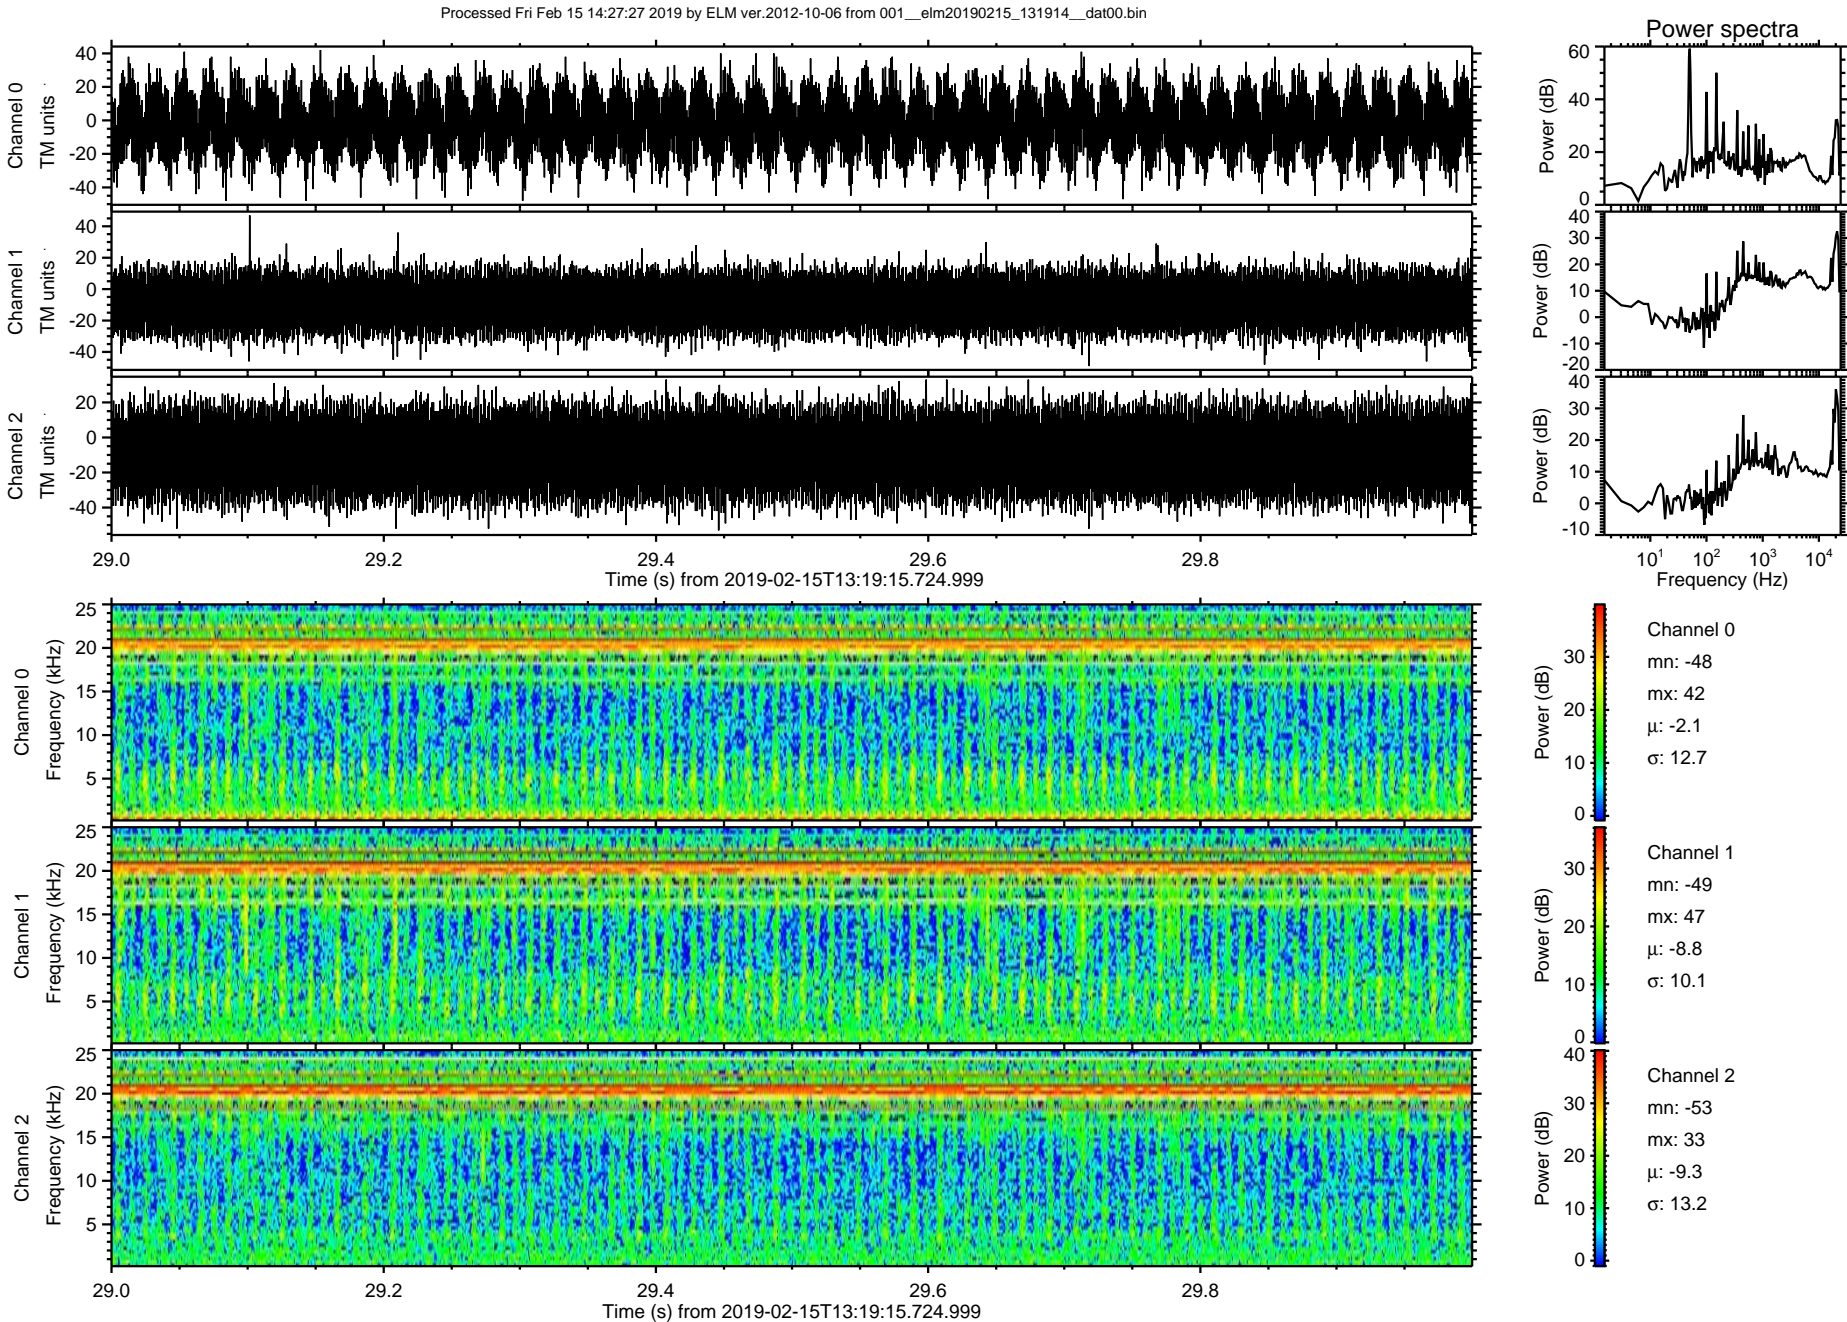 Processed Fri Feb 15 14:27:27 2019 by ELM ver.2012-10-06 from 001__elm20190215_131914__dat00.bin
Power spectra
Channel 0
TM units
40
20
0
-20
-40
Power (dB)
60
40
20
0
Channel 1
TM units
40
20
0
-20
-40
Power (dB)
40
30
20
10
0
-10
-20
Channel 2
TM units
20
0
-20
-40
Power (dB)
40
30
20
10
0
-10
29.0 29.2 29.4 29.6 29.8
Time (s) from 2019-02-15T13:19:15.724.999
10^1 10^2 10^3 10^4
Frequency (Hz)
Channel 0
Frequency (kHz)
25
20
15
10
5
Power (dB)
30
20
10
0
Channel 0
mn: -48
mx: 42
μ: -2.1
σ: 12.7
Channel 1
Frequency (kHz)
25
20
15
10
5
Power (dB)
30
20
10
0
Channel 1
mn: -49
mx: 47
μ: -8.8
σ: 10.1
Channel 2
Frequency (kHz)
25
20
15
10
5
Power (dB)
40
30
20
10
0
Channel 2
mn: -53
mx: 33
μ: -9.3
σ: 13.2
29.0 29.2 29.4 29.6 29.8
Time (s) from 2019-02-15T13:19:15.724.999